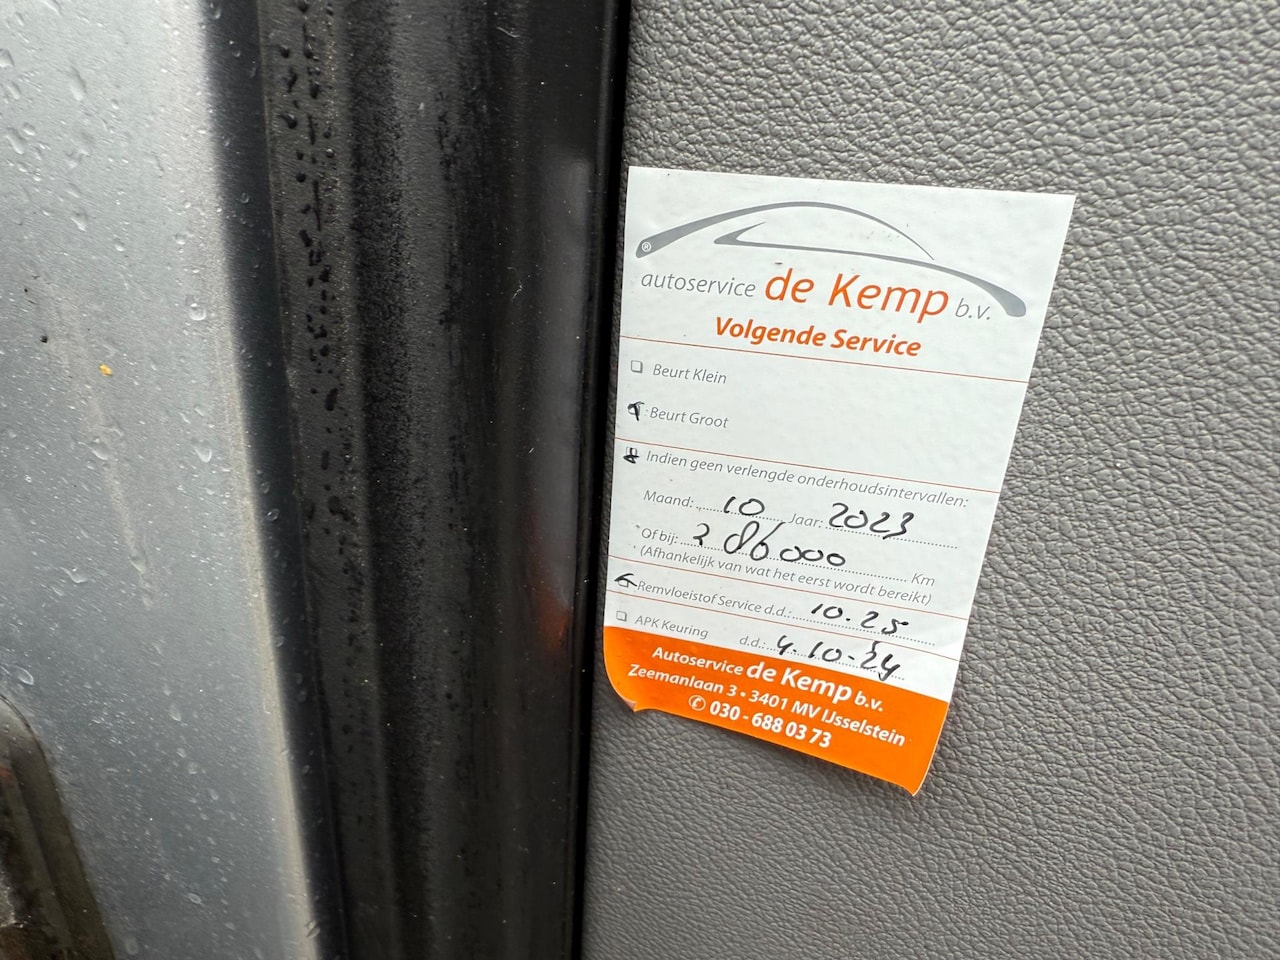 ®
autoservice de Kemp b.v.
Volgende Service
Beurt Klein
Beurt Groot
Indien geen verlengde onderhoudsintervallen:
Maand: 10 Jaar: 2023
Of bij: 286000 Km
(Afhankelijk van wat het eerst wordt bereikt)
Remvloeistof Service d.d.: 10.25
APK Keuring d.d.: 4.10-24
Autoservice de Kemp b.v.
Zeemanlaan 3 • 3401 MV IJsselstein
✆ 030 - 688 03 73